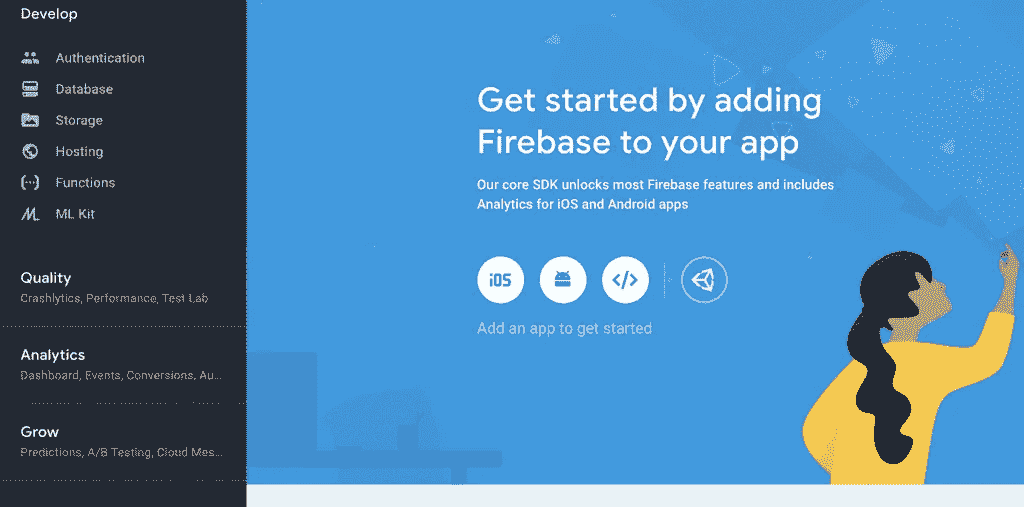 Develop
Authentication
Database
Storage
Hosting
Functions
ML Kit
Quality
Crashlytics, Performance, Test Lab
Analytics
Dashboard, Events, Conversions, Au...
Grow
Predictions, A/B Testing, Cloud Mes...
Get started by adding
Firebase to your app
Our core SDK unlocks most Firebase features and includes
Analytics for iOS and Android apps
iOS
Add an app to get started